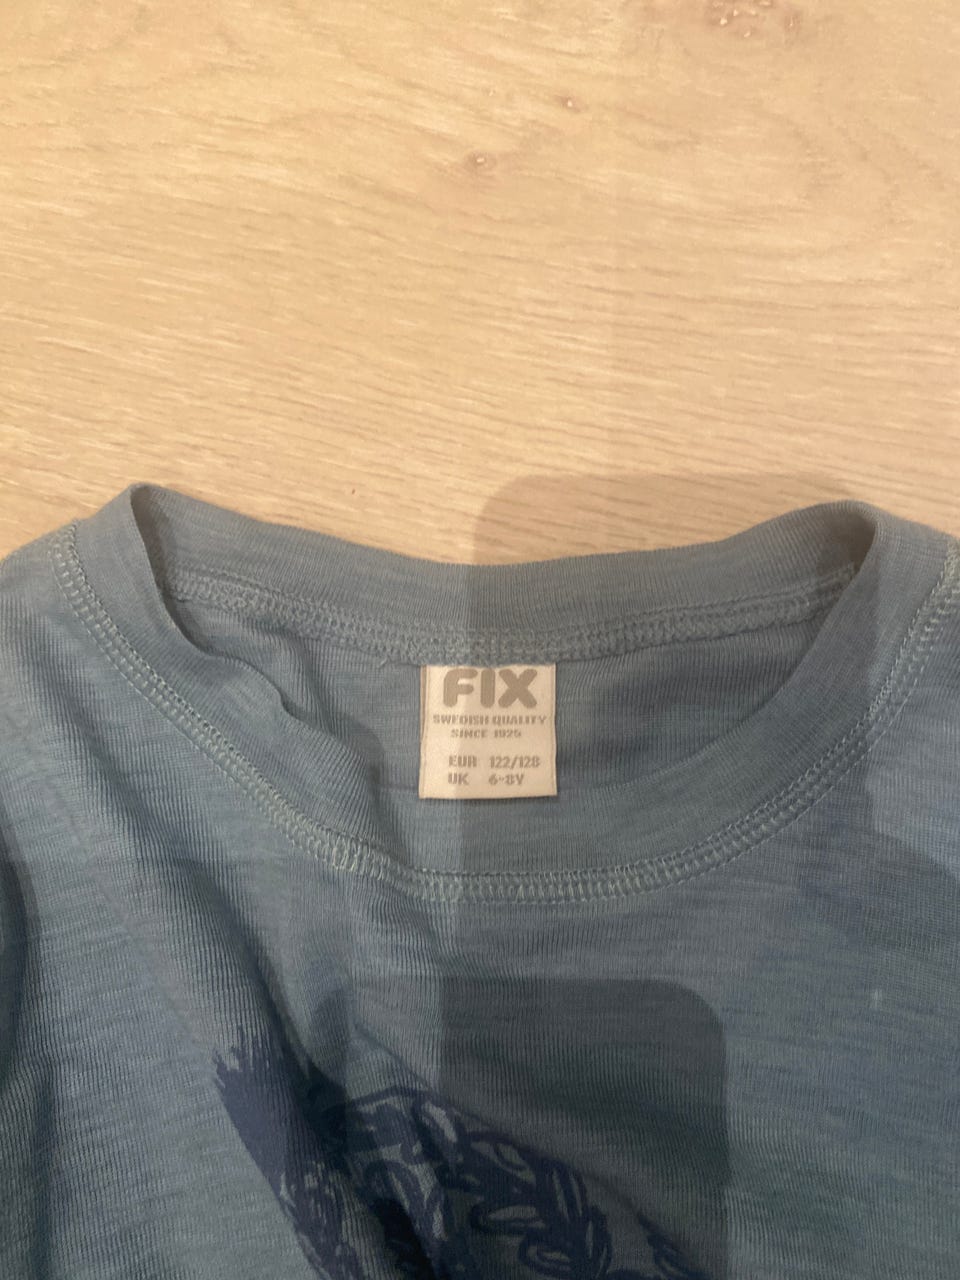 FIX
SWEDISH QUALITY
SINCE 1925
EUR 122/128
UK 6-8Y